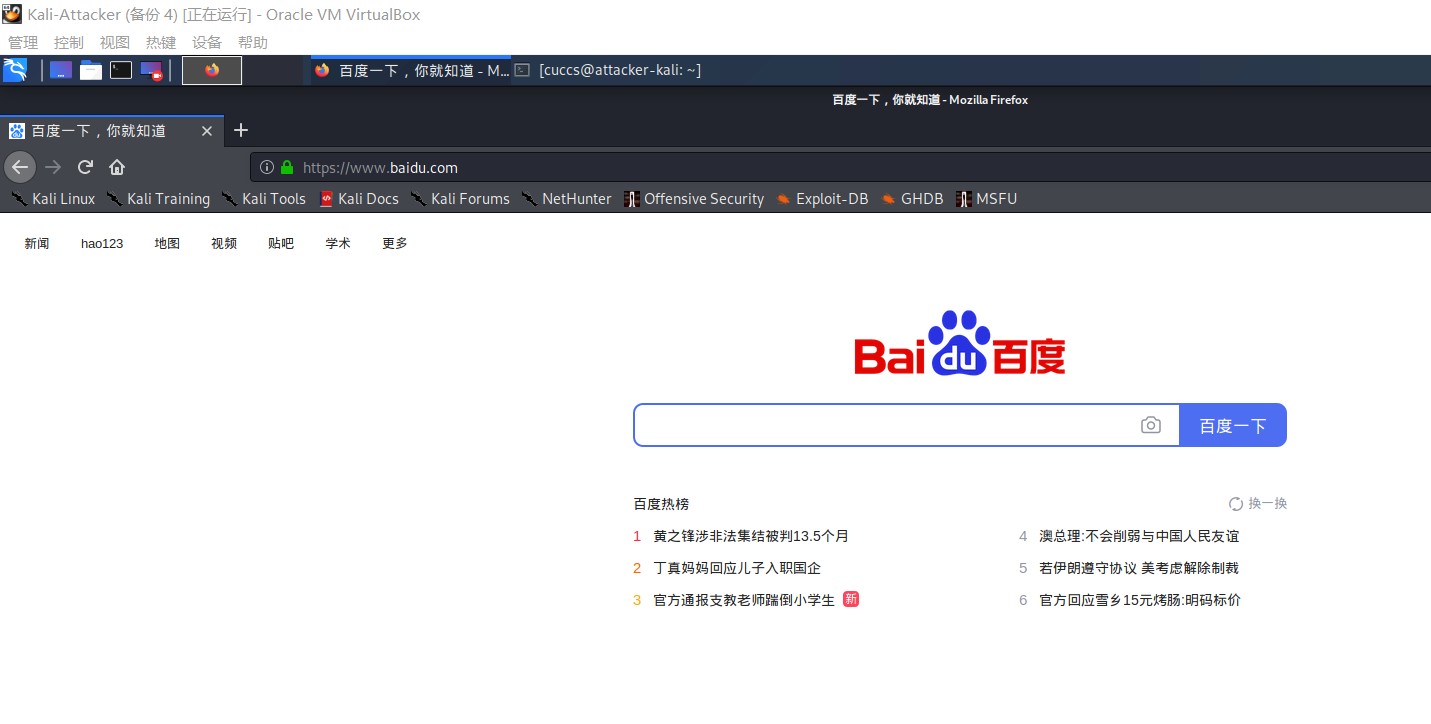 Kali-Attacker (备份 4) [正在运行] - Oracle VM VirtualBox
管理 控制 视图 热键 设备 帮助
百度一下，你就知道 - M... [cuccs@attacker-kali: ~]
百度一下，你就知道 - Mozilla Firefox
百度一下，你就知道
https://www.baidu.com
Kali Linux Kali Training Kali Tools Kali Docs Kali Forums NetHunter Offensive Security Exploit-DB GHDB MSFU
新闻 hao123 地图 视频 贴吧 学术 更多
Bai du 百度
百度一下
百度热榜 换一换
1 黄之锋涉非法集结被判13.5个月 4 澳总理:不会削弱与中国人民友谊
2 丁真妈妈回应儿子入职国企 5 若伊朗遵守协议 美考虑解除制裁
3 官方通报支教老师踹倒小学生 新 6 官方回应雪乡15元烤肠:明码标价